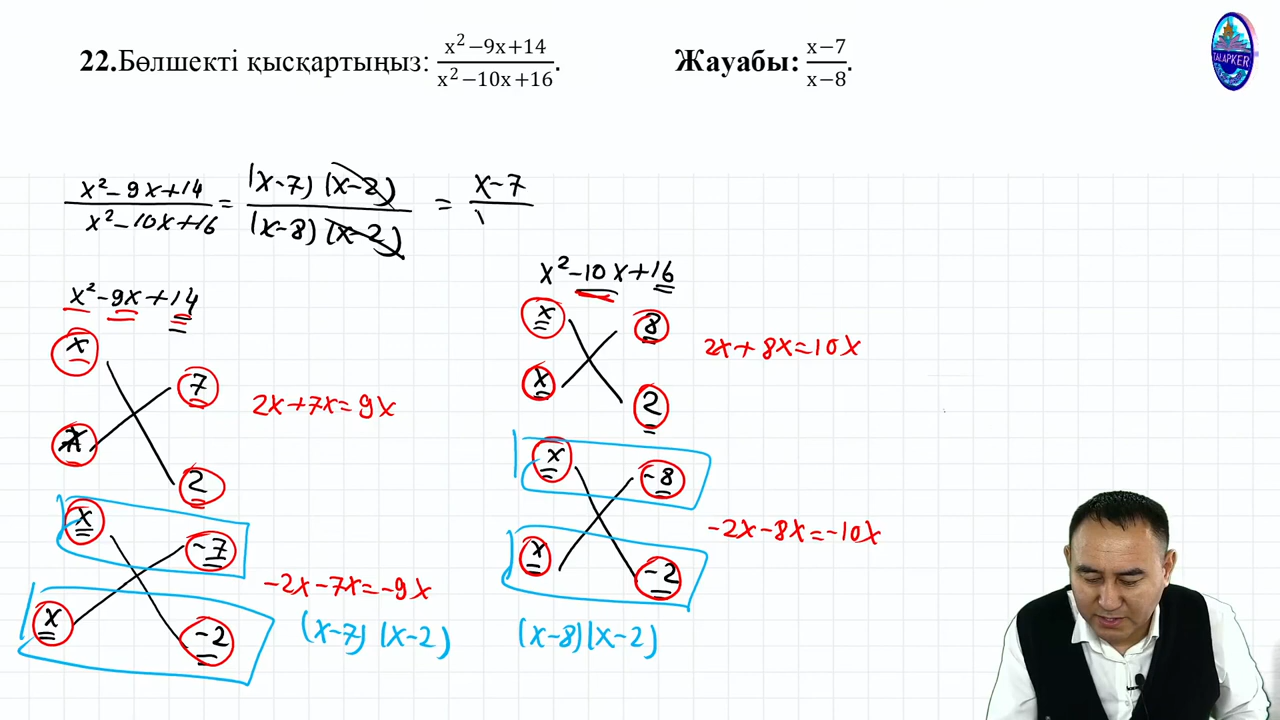 22.Бөлшекті қысқартыңыз: (x²−9x+14)/(x²−10x+16). Жауабы: (x−7)/(x−8).
TALAPKER
(x²-9x+14)/(x²-10x+16) = ((x-7)(x-2))/((x-8)(x-2)) = (x-7)/
x²-9x+14
x 7
x 2
2x+7x=9x
x -7
x -2
-2x-7x=-9x
(x-7)(x-2)
x²-10x+16
x 8
x 2
2x+8x=10x
x -8
x -2
-2x-8x=-10x
(x-8)(x-2)